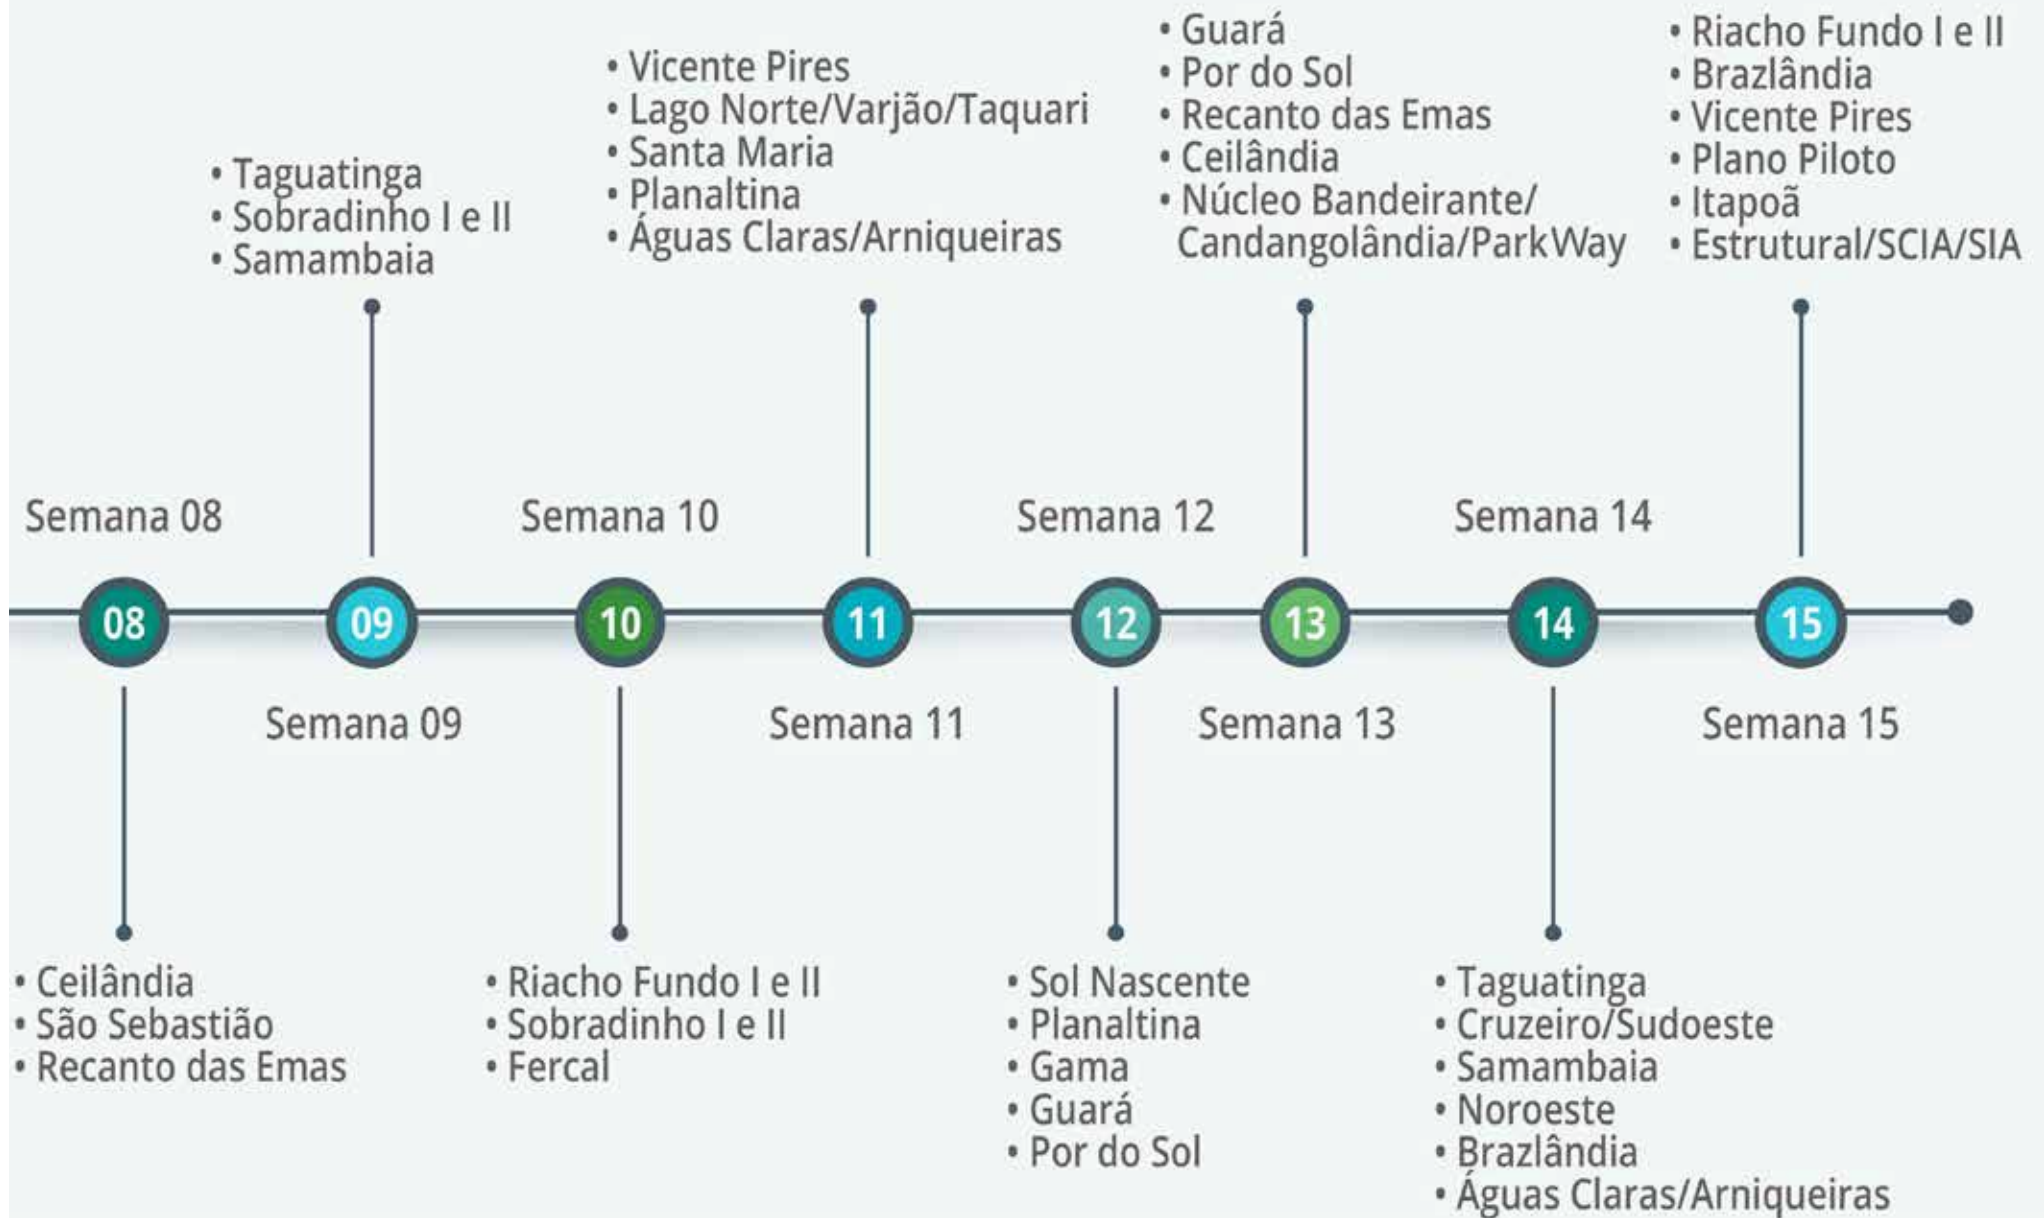 • Guará
• Por do Sol
• Recanto das Emas
• Ceilândia
• Núcleo Bandeirante/
Candangolândia/ParkWay
• Riacho Fundo I e II
• Brazlândia
• Vicente Pires
• Plano Piloto
• Itapoã
• Estrutural/SCIA/SIA
• Vicente Pires
• Lago Norte/Varjão/Taquari
• Santa Maria
• Planaltina
• Águas Claras/Arniqueiras
• Taguatinga
• Sobradinho I e II
• Samambaia
Semana 08
Semana 10
Semana 12
Semana 14
08
09
10
11
12
13
14
15
Semana 09
Semana 11
Semana 13
Semana 15
• Ceilândia
• São Sebastião
• Recanto das Emas
• Riacho Fundo I e II
• Sobradinho I e II
• Fercal
• Sol Nascente
• Planaltina
• Gama
• Guará
• Por do Sol
• Taguatinga
• Cruzeiro/Sudoeste
• Samambaia
• Noroeste
• Brazlândia
• Águas Claras/Arniqueiras